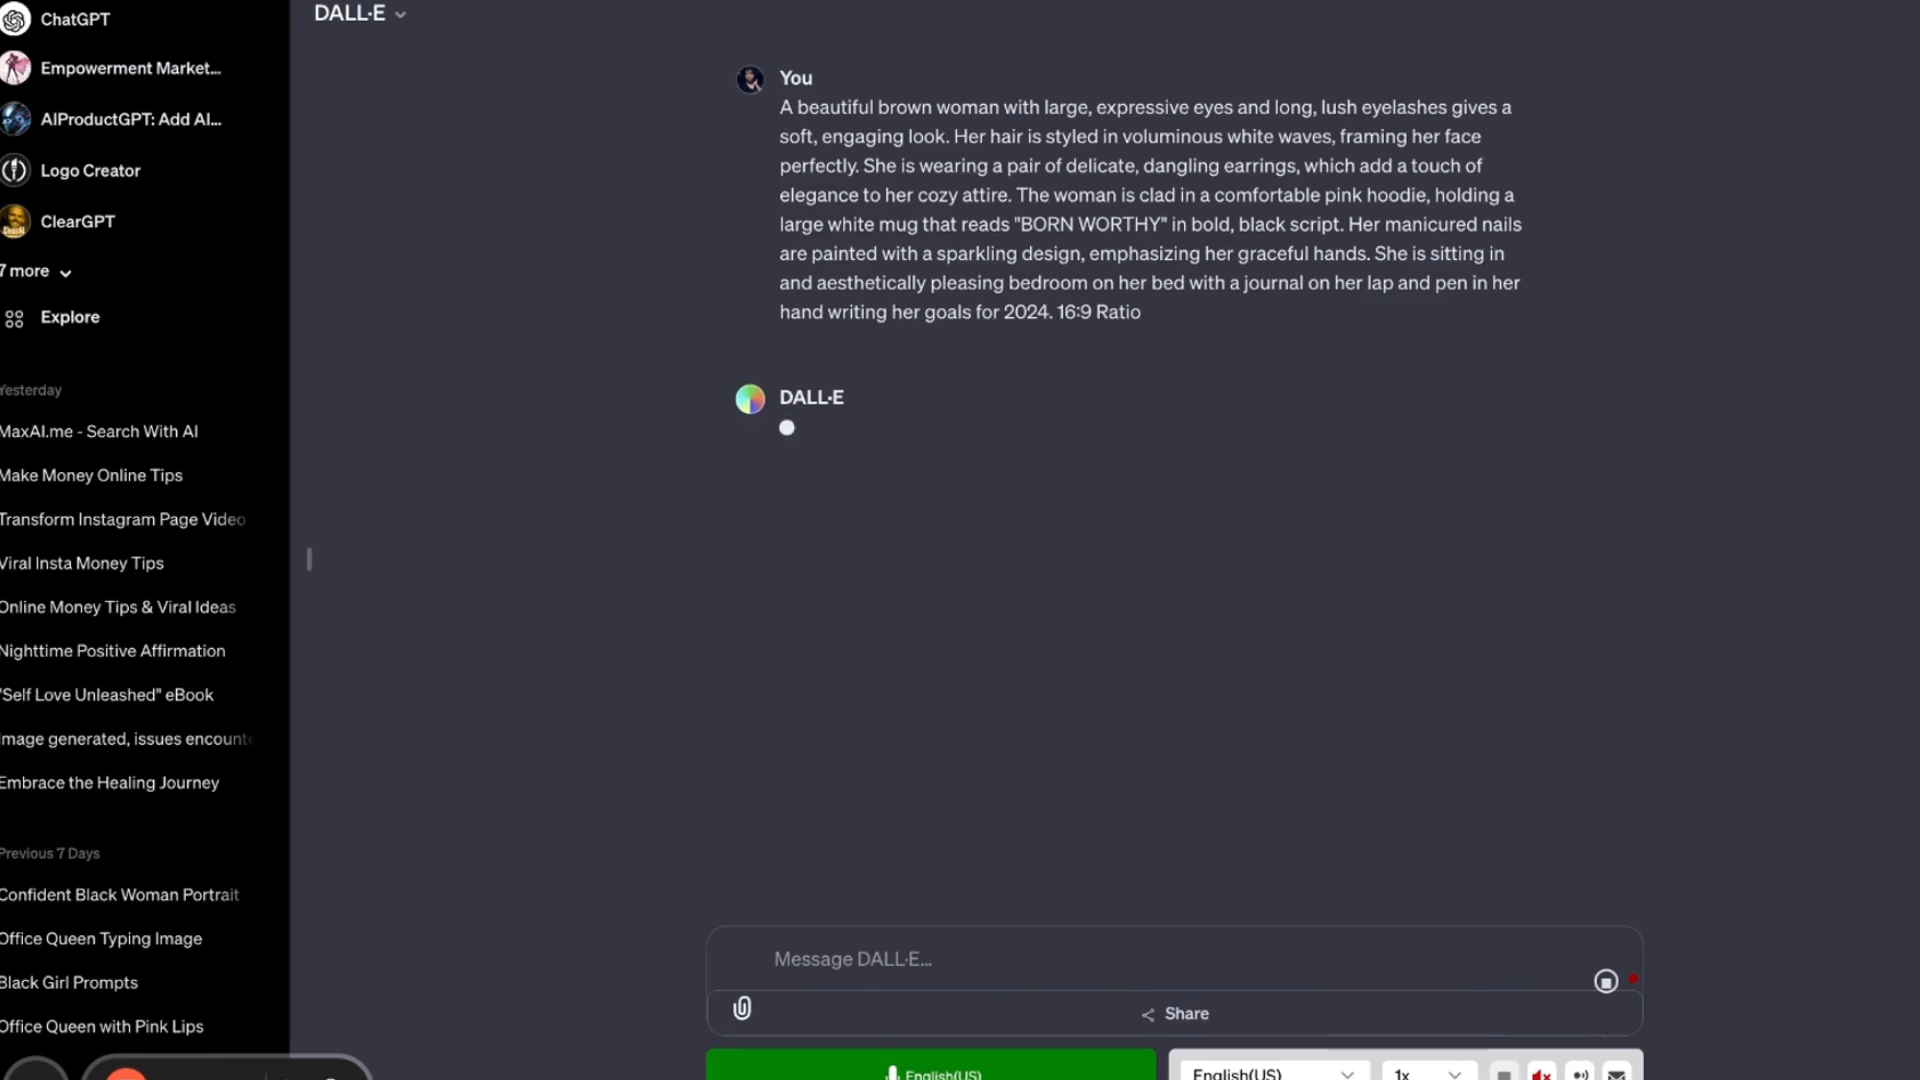 ChatGPT
Empowerment Market...
AIProductGPT: Add AI...
Logo Creator
ClearGPT
7 more
Explore
Yesterday
MaxAI.me - Search With AI
Make Money Online Tips
Transform Instagram Page Video
Viral Insta Money Tips
Online Money Tips & Viral Ideas
Nighttime Positive Affirmation
"Self Love Unleashed" eBook
Image generated, issues encounte
Embrace the Healing Journey
Previous 7 Days
Confident Black Woman Portrait
Office Queen Typing Image
Black Girl Prompts
Office Queen with Pink Lips
DALL·E
You
A beautiful brown woman with large, expressive eyes and long, lush eyelashes gives a
soft, engaging look. Her hair is styled in voluminous white waves, framing her face
perfectly. She is wearing a pair of delicate, dangling earrings, which add a touch of
elegance to her cozy attire. The woman is clad in a comfortable pink hoodie, holding a
large white mug that reads "BORN WORTHY" in bold, black script. Her manicured nails
are painted with a sparkling design, emphasizing her graceful hands. She is sitting in
and aesthetically pleasing bedroom on her bed with a journal on her lap and pen in her
hand writing her goals for 2024. 16:9 Ratio
DALL·E
Message DALL·E...
Share
English(US)
English(US)
1x